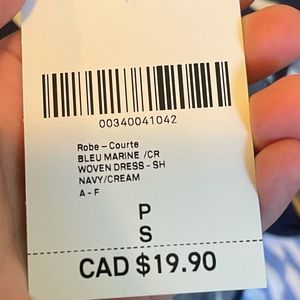 00340041042
Robe – Courte
BLEU MARINE /CR
WOVEN DRESS – SH
NAVY/CREAM
A - F
P
S
CAD $19.90